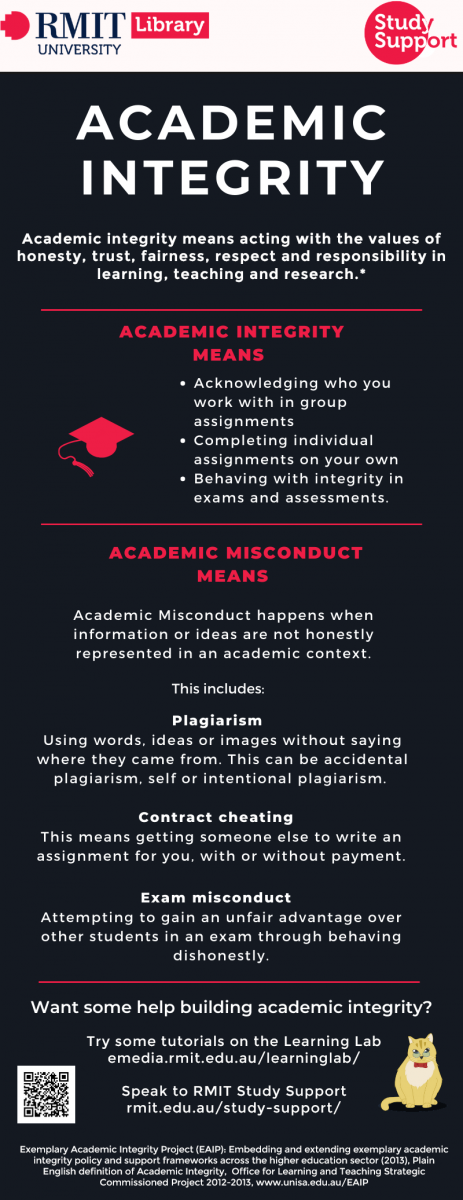 RMIT Library
UNIVERSITY
Study
Support
ACADEMIC
INTEGRITY
Academic integrity means acting with the values of
honesty, trust, fairness, respect and responsibility in
learning, teaching and research.*
ACADEMIC INTEGRITY
MEANS
• Acknowledging who you
work with in group
assignments
• Completing individual
assignments on your own
• Behaving with integrity in
exams and assessments.
ACADEMIC MISCONDUCT
MEANS
Academic Misconduct happens when
information or ideas are not honestly
represented in an academic context.
This includes:
Plagiarism
Using words, ideas or images without saying
where they came from. This can be accidental
plagiarism, self or intentional plagiarism.
Contract cheating
This means getting someone else to write an
assignment for you, with or without payment.
Exam misconduct
Attempting to gain an unfair advantage over
other students in an exam through behaving
dishonestly.
Want some help building academic integrity?
Try some tutorials on the Learning Lab
emedia.rmit.edu.au/learninglab/
Speak to RMIT Study Support
rmit.edu.au/study-support/
Exemplary Academic Integrity Project (EAIP): Embedding and extending exemplary academic
integrity policy and support frameworks across the higher education sector (2013), Plain
English definition of Academic Integrity, Office for Learning and Teaching Strategic
Commissioned Project 2012-2013, www.unisa.edu.au/EAIP